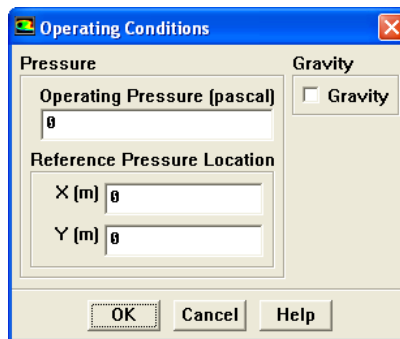 Operating Conditions
Pressure
Operating Pressure (pascal)
0
Reference Pressure Location
X (m) 0
Y (m) 0
Gravity
Gravity
OK Cancel Help